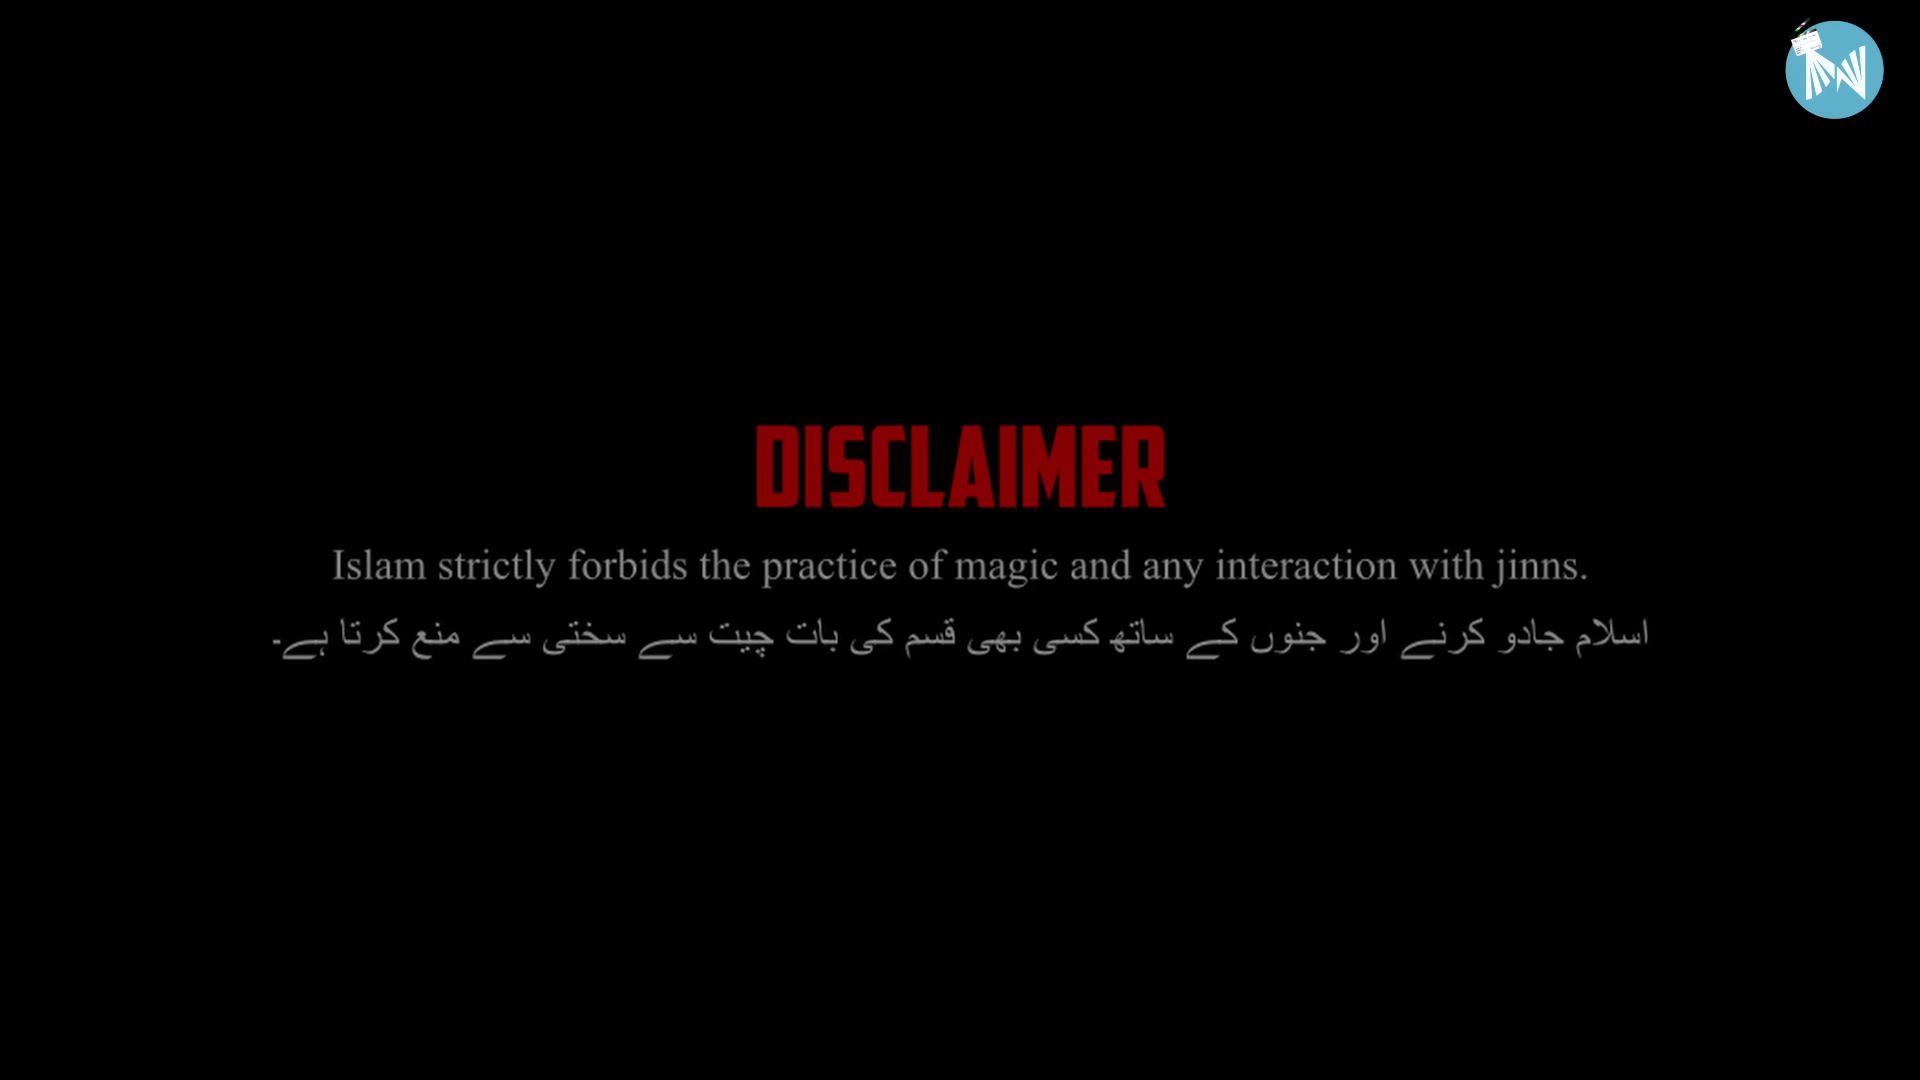 DISCLAIMER
Islam strictly forbids the practice of magic and any interaction with jinns.
اسلام جادو کرنے اور جنوں کے ساتھ کسی بھی قسم کی بات چیت سے سختی سے منع کرتا ہے۔